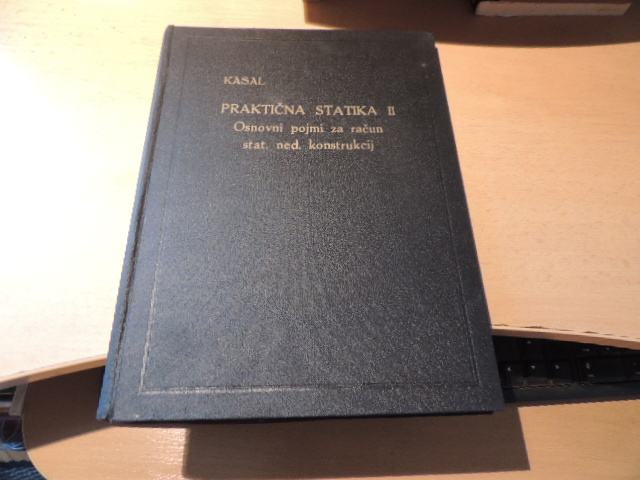 KASAL
PRAKTIČNA STATIKA II
Osnovni pojmi za račun
stat. ned. konstrukcij